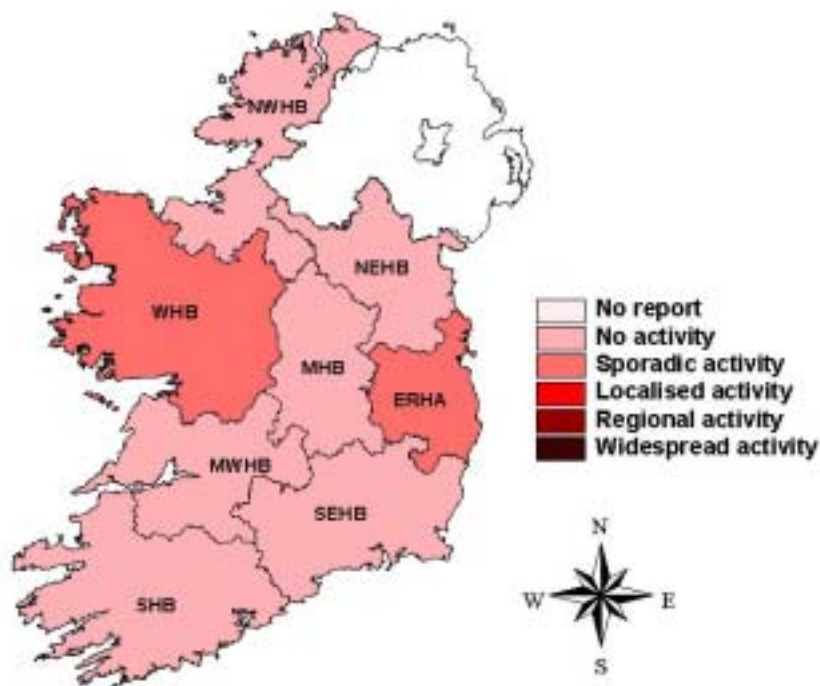 NWHB
NEHB
WHB
MHB
ERHA
MWHB
SEHB
SHB
No report
No activity
Sporadic activity
Localised activity
Regional activity
Widespread activity
N
W E
S